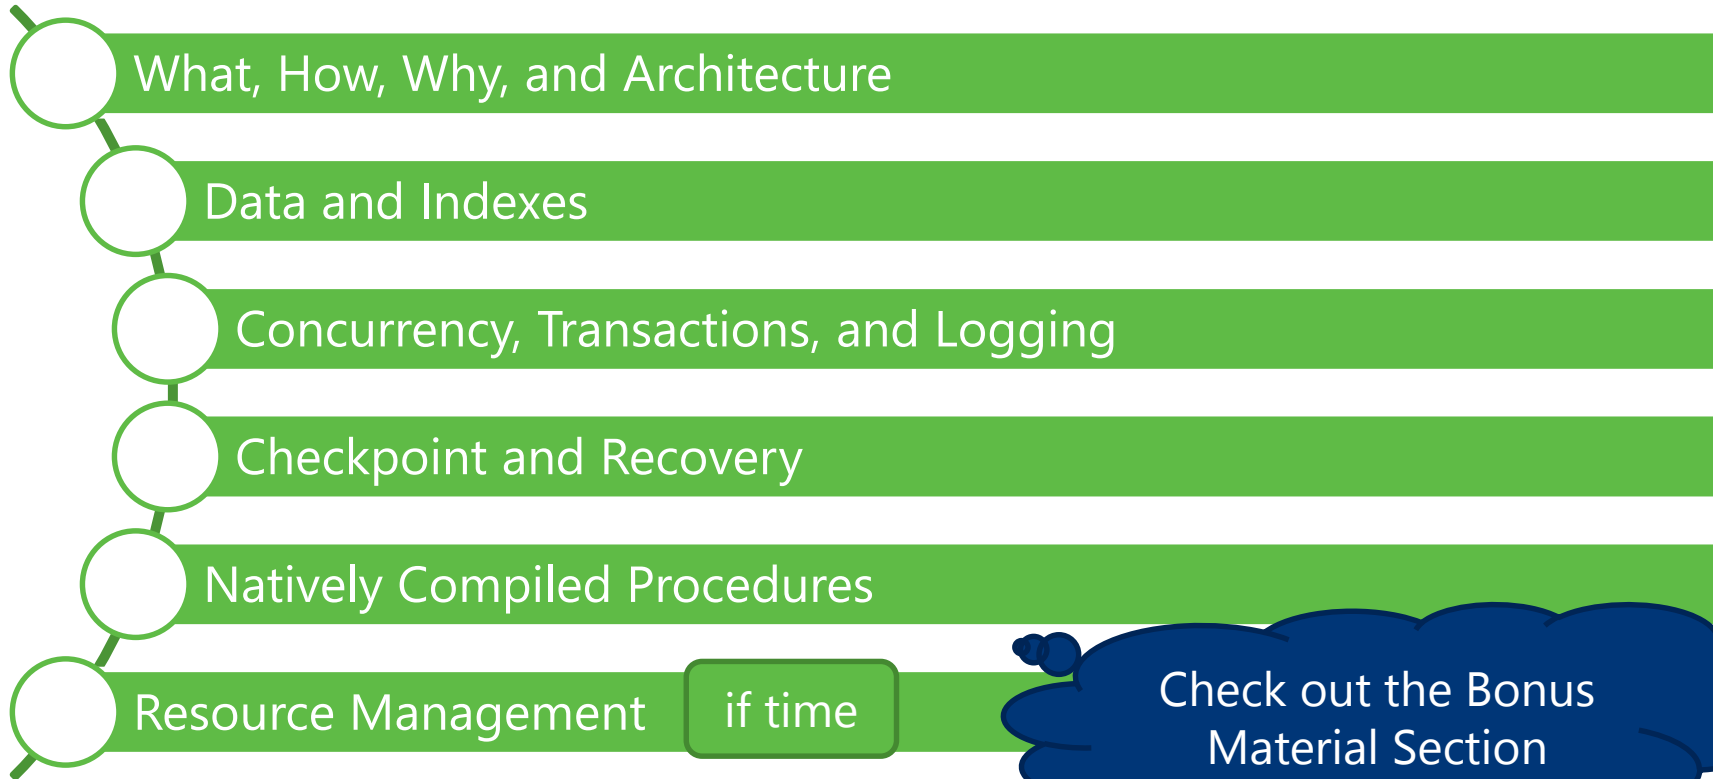 What, How, Why, and Architecture
Data and Indexes
Concurrency, Transactions, and Logging
Checkpoint and Recovery
Natively Compiled Procedures
Resource Management
if time
Check out the Bonus
Material Section